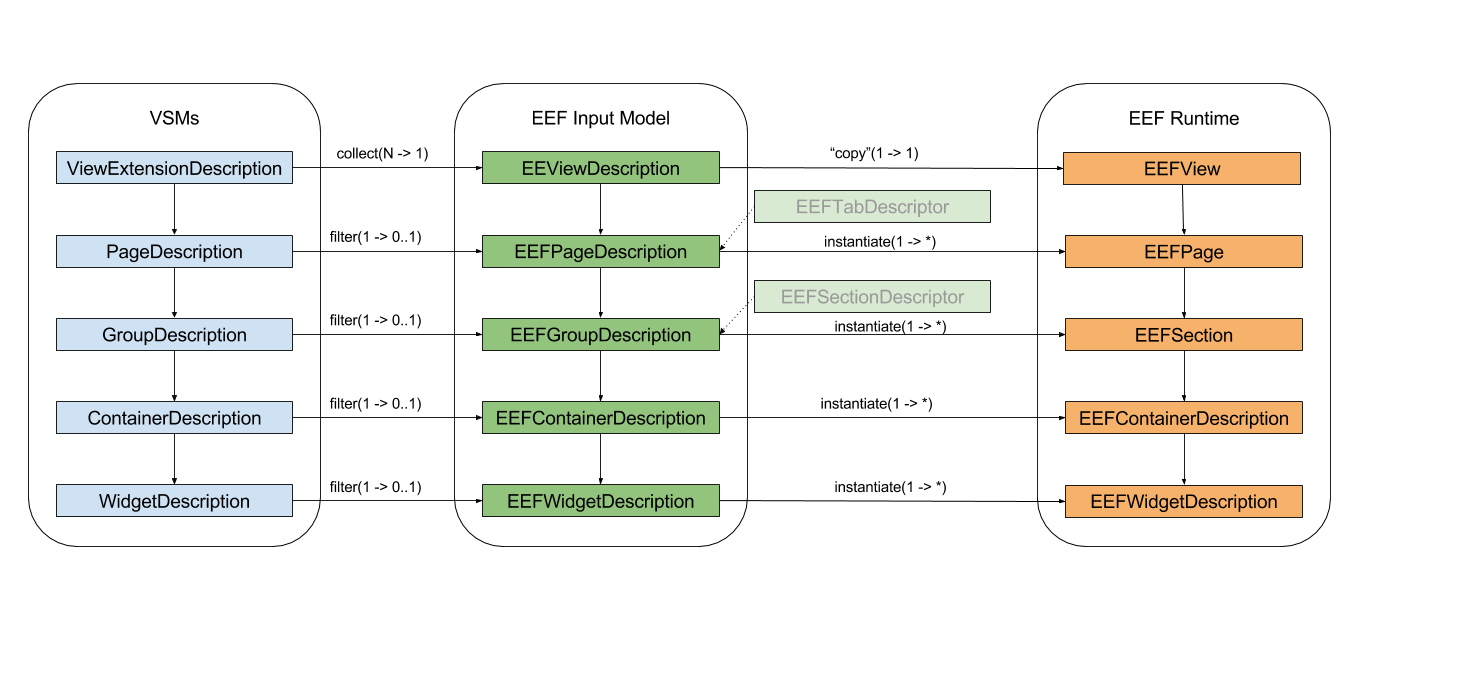 VSMs
EEF Input Model
EEF Runtime
ViewExtensionDescription
collect(N -> 1)
EEViewDescription
“copy”(1 -> 1)
EEFView
EEFTabDescriptor
PageDescription
filter(1 -> 0..1)
EEFPageDescription
instantiate(1 -> *)
EEFPage
EEFSectionDescriptor
GroupDescription
filter(1 -> 0..1)
EEFGroupDescription
instantiate(1 -> *)
EEFSection
ContainerDescription
filter(1 -> 0..1)
EEFContainerDescription
instantiate(1 -> *)
EEFContainerDescription
WidgetDescription
filter(1 -> 0..1)
EEFWidgetDescription
instantiate(1 -> *)
EEFWidgetDescription